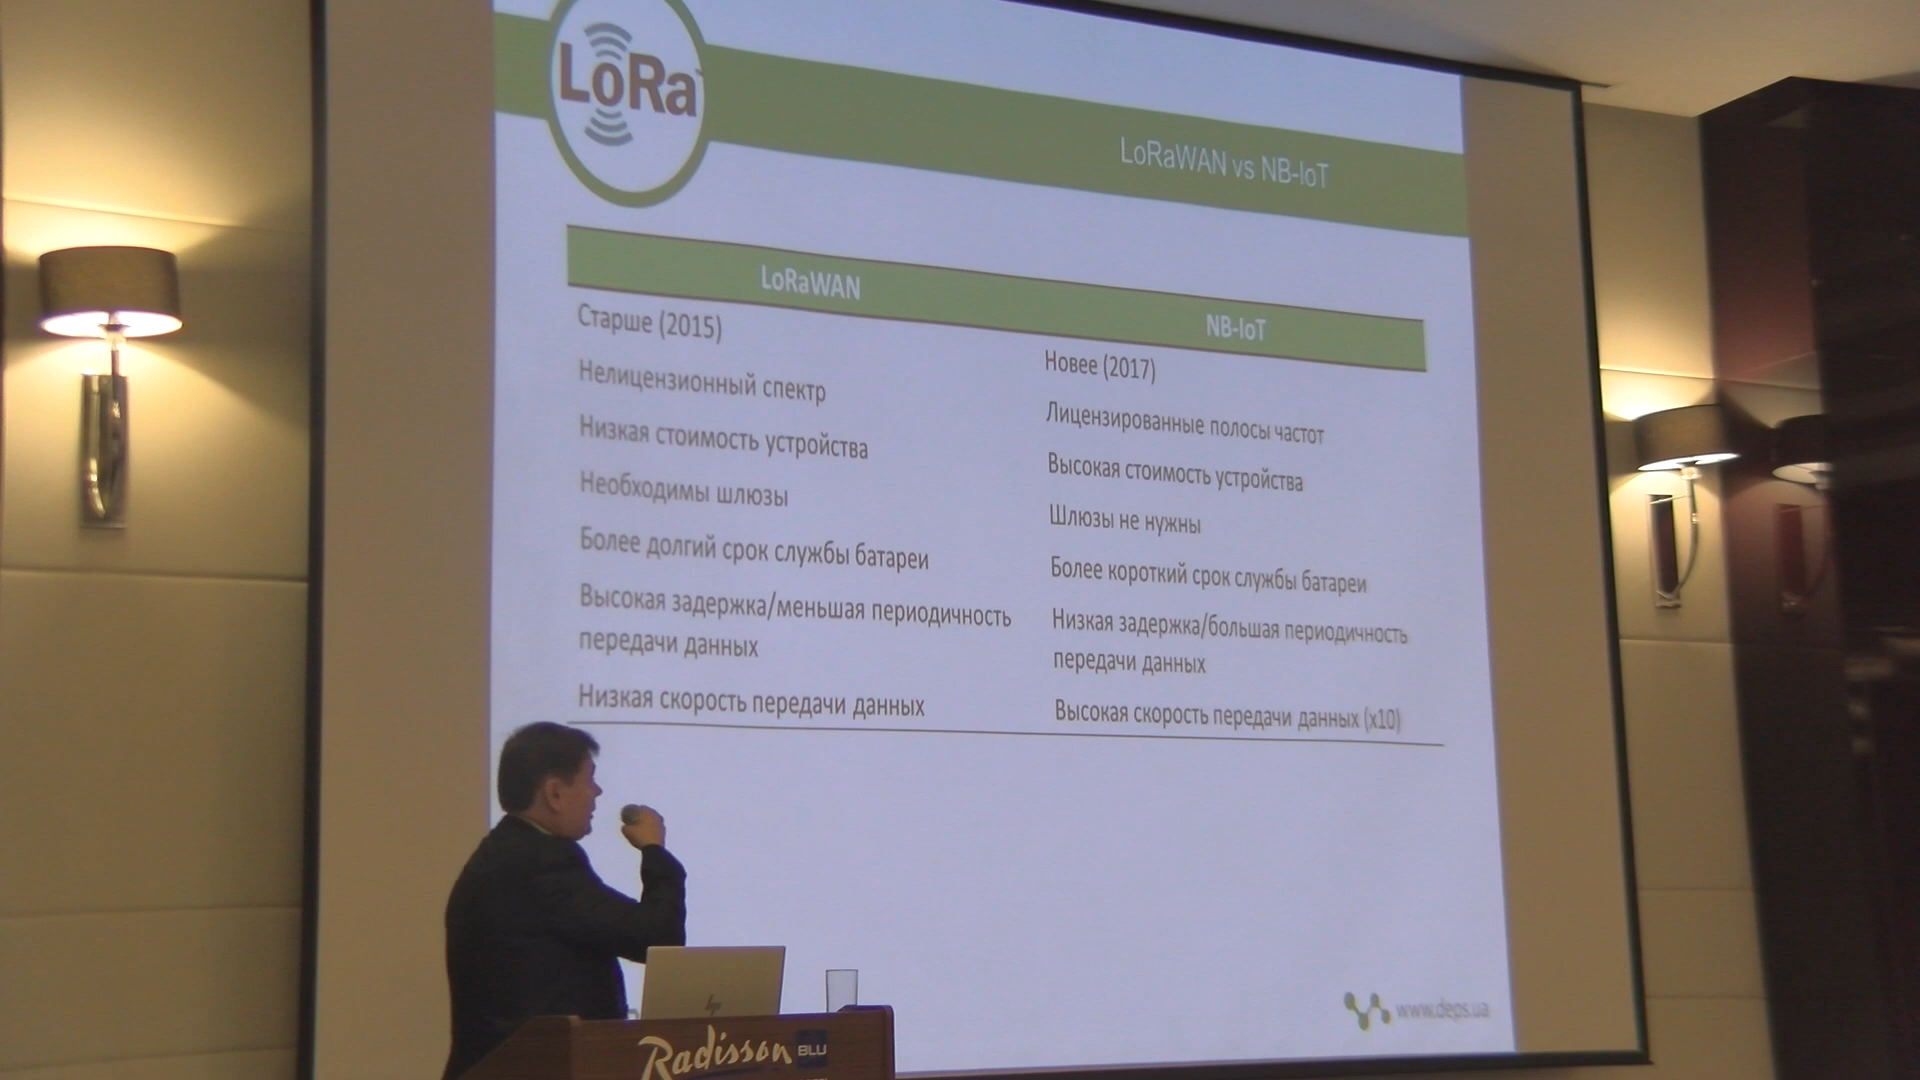 LoRa
LoRaWAN vs NB-IoT
LoRaWAN
NB-IoT
Старше (2015)
Новее (2017)
Нелицензионный спектр
Лицензированные полосы частот
Низкая стоимость устройства
Высокая стоимость устройства
Необходимы шлюзы
Шлюзы не нужны
Более долгий срок службы батареи
Более короткий срок службы батареи
Высокая задержка/меньшая периодичность
передачи данных
Низкая задержка/большая периодичность
передачи данных
Низкая скорость передачи данных
Высокая скорость передачи данных (x10)
www.deps.ua
hp
Radisson BLU